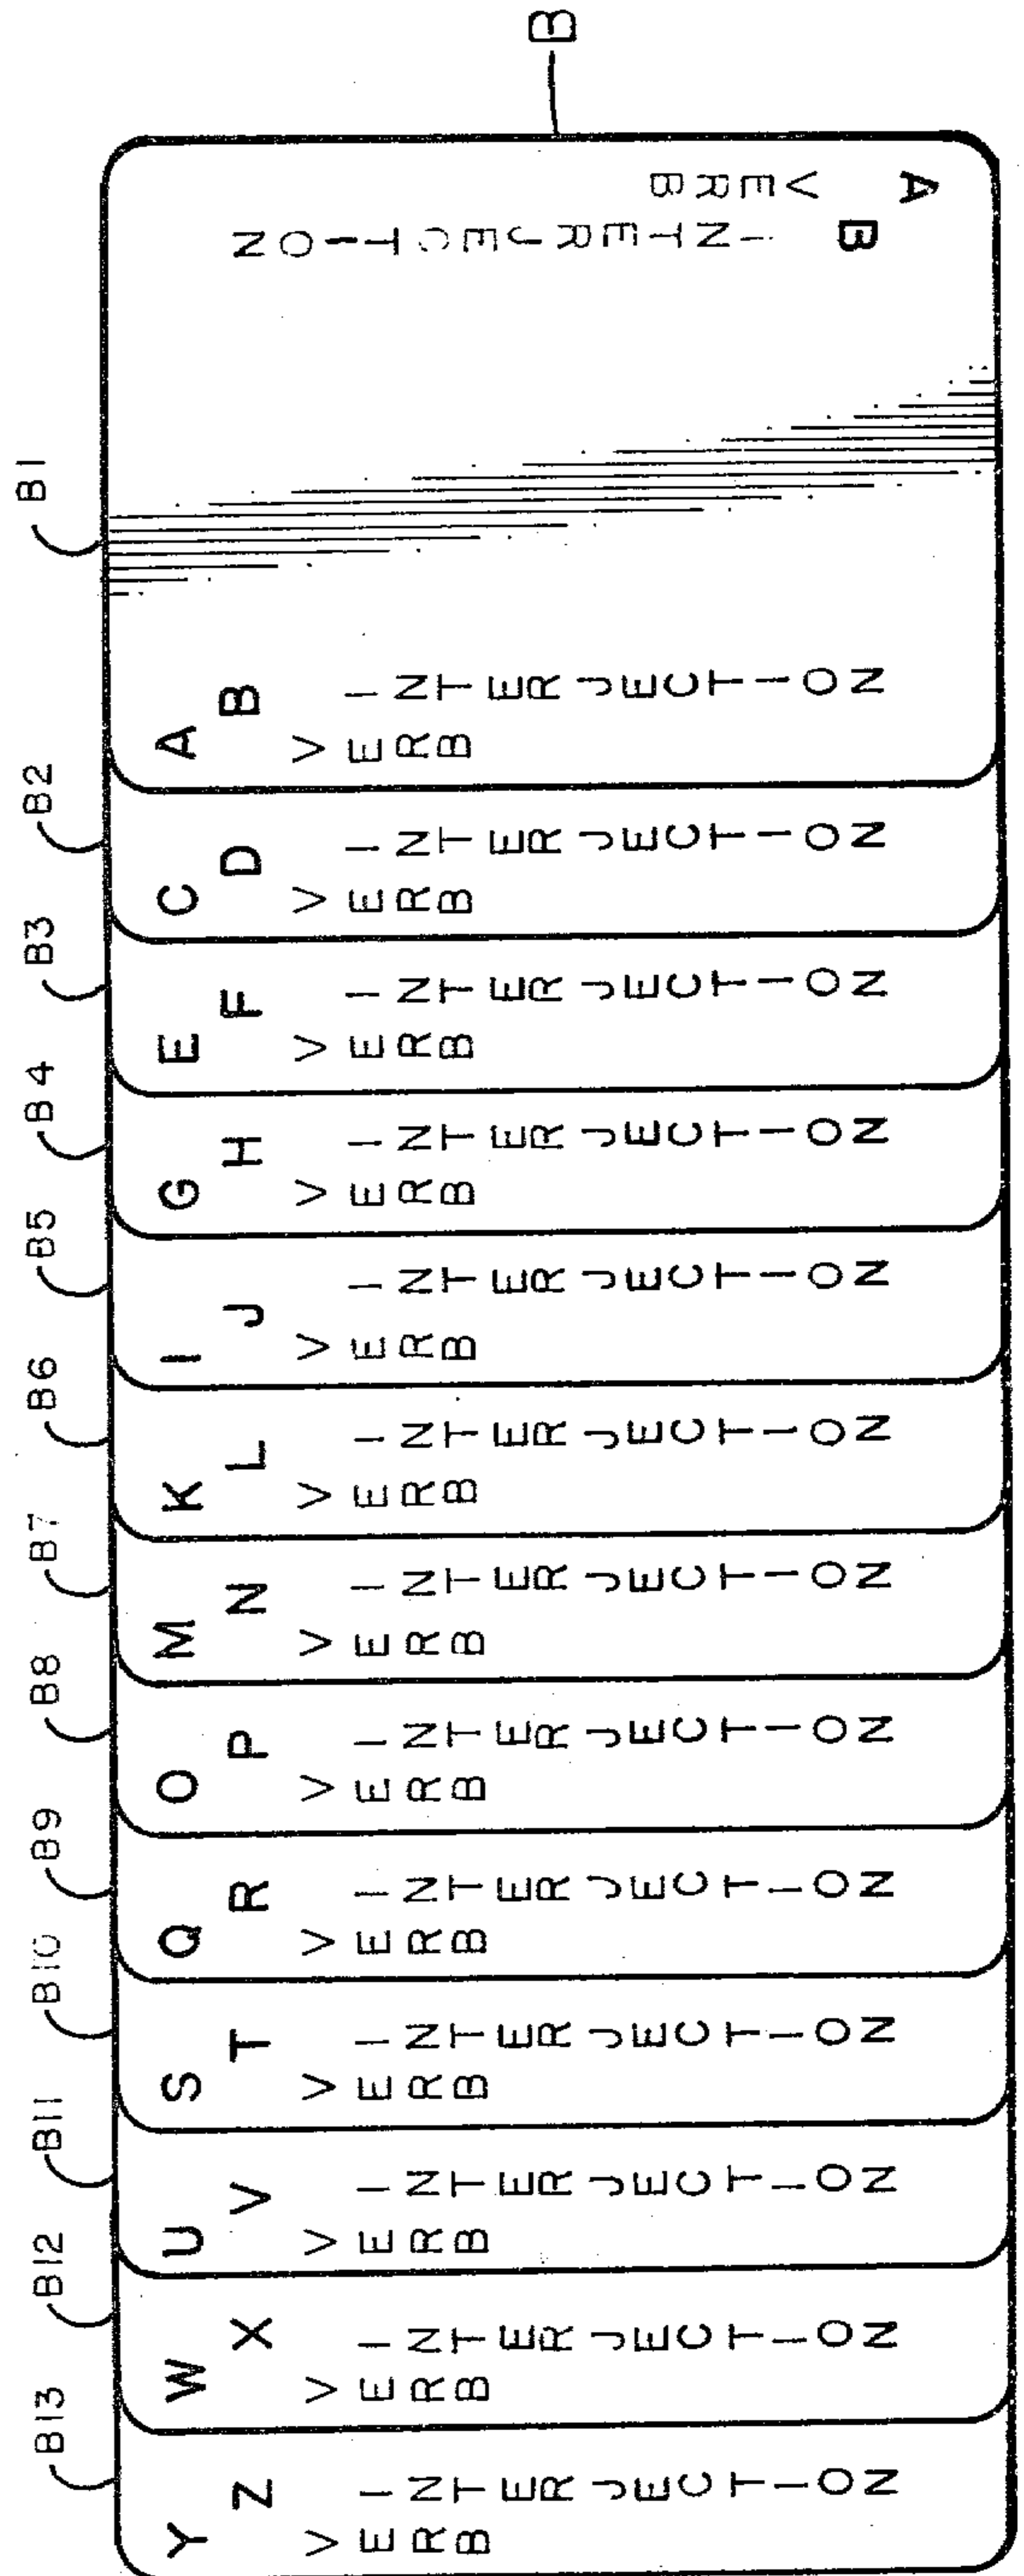 B13 B12 B11 B10 B9 B8 B7 B6 B5 B4 B3 B2 B1
B
Y VERB
Z INTERJECTION
W VERB
X INTERJECTION
U VERB
V INTERJECTION
S VERB
T INTERJECTION
Q VERB
R INTERJECTION
O VERB
P INTERJECTION
M VERB
N INTERJECTION
K VERB
L INTERJECTION
I VERB
J INTERJECTION
G VERB
H INTERJECTION
E VERB
F INTERJECTION
C VERB
D INTERJECTION
A VERB
B INTERJECTION
A VERB
B INTERJECTION